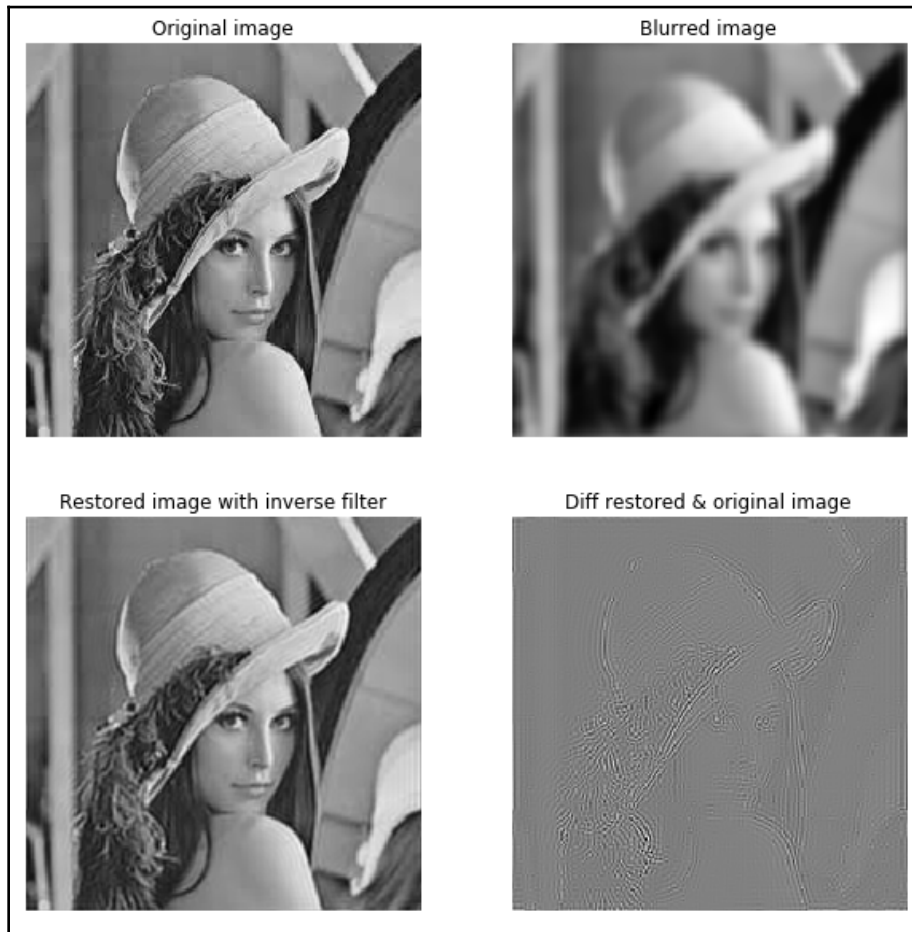 Original image
Blurred image
Restored image with inverse filter
Diff restored & original image